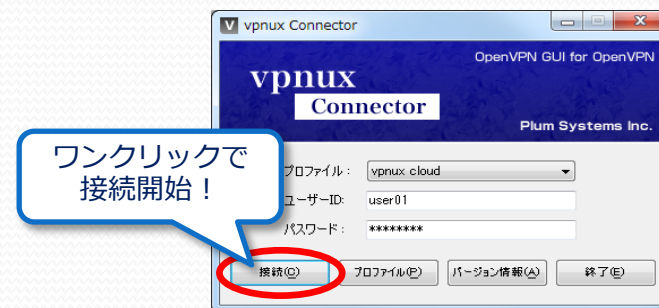 V vpnux Connector
OpenVPN GUI for OpenVPN
vpnux
Connector
Plum Systems Inc.
ワンクリックで
接続開始！
プロファイル： vpnux cloud
ユーザーID: user01
パスワード： ********
接続(C) プロファイル(P) バージョン情報(A) 終了(E)